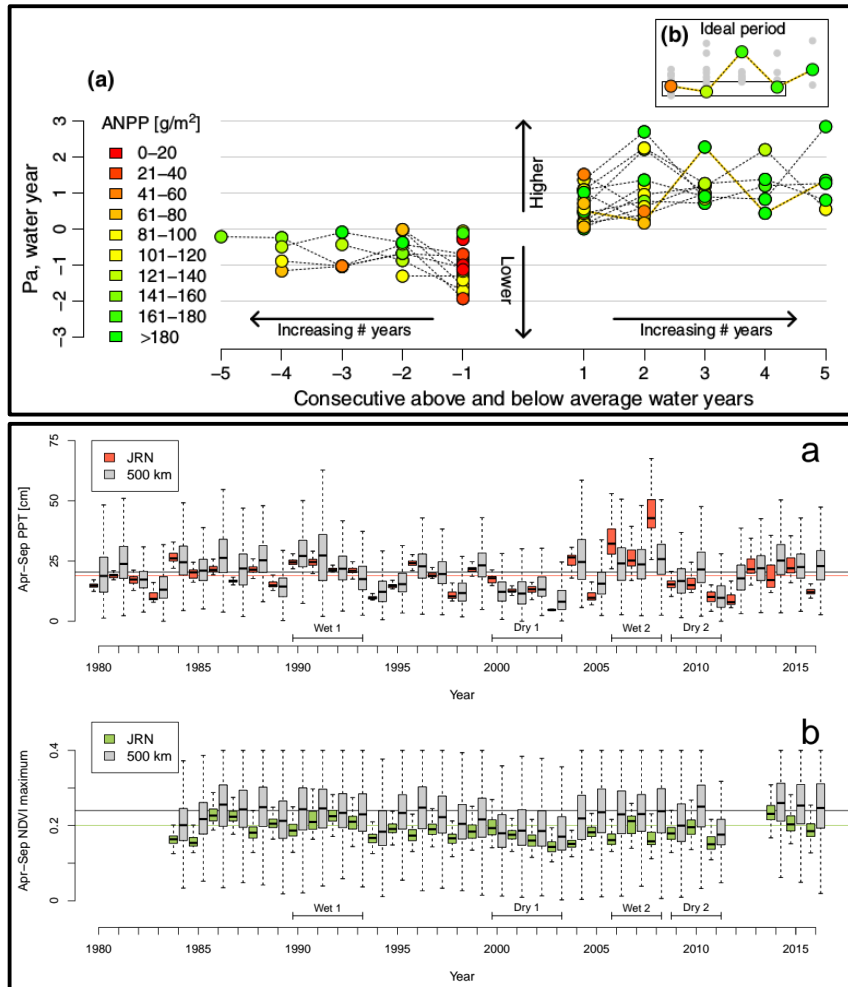 (b) Ideal period
(a)
ANPP [g/m²]
0–20
21–40
41–60
61–80
81–100
101–120
121–140
141–160
161–180
>180
Pa, water year
3
2
1
0
−1
−2
−3
Higher
Lower
Increasing # years
Increasing # years
−5 −4 −3 −2 −1 1 2 3 4 5
Consecutive above and below average water years
a
JRN
500 km
Apr-Sep PPT [cm]
75
50
25
0
Wet 1 Dry 1 Wet 2 Dry 2
1980 1985 1990 1995 2000 2005 2010 2015
Year
b
JRN
500 km
Apr-Sep NDVI maximum
0.4
0.2
0
Wet 1 Dry 1 Wet 2 Dry 2
1980 1985 1990 1995 2000 2005 2010 2015
Year